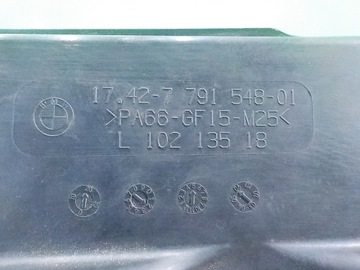 17.42-7 791 548-01
>PA66-GF15-M25<
L 102 135 18